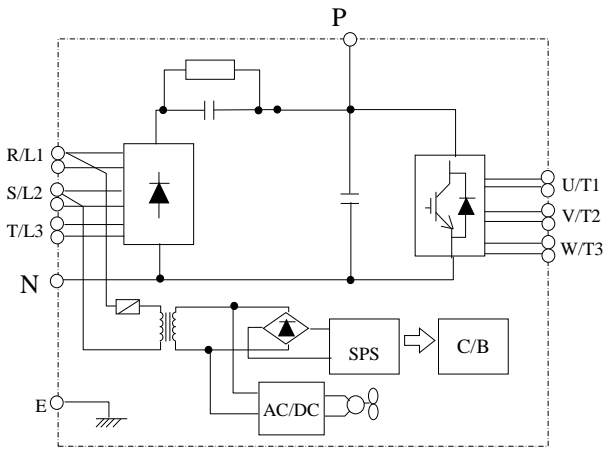 P
R/L1
S/L2
T/L3
U/T1
V/T2
W/T3
N
SPS
C/B
AC/DC
E